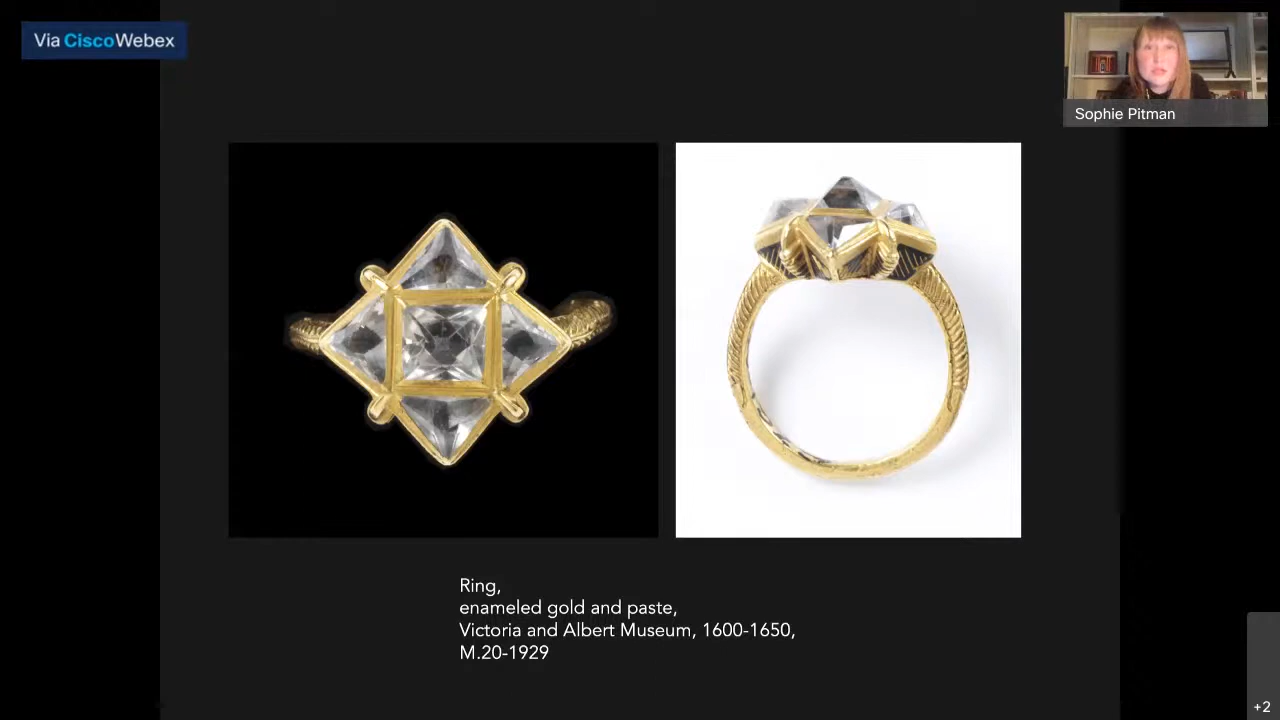 Via CiscoWebex
Sophie Pitman
Ring,
enameled gold and paste,
Victoria and Albert Museum, 1600-1650,
M.20-1929
+2